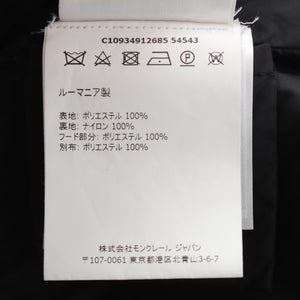 C10934912685 54543
ルーマニア製
表地: ポリエステル 100%
裏地: ナイロン 100%
フード部分: ポリエステル 100%
別布: ポリエステル 100%
株式会社モンクレール ジャパン
〒107-0061 東京都港区北青山3-6-7